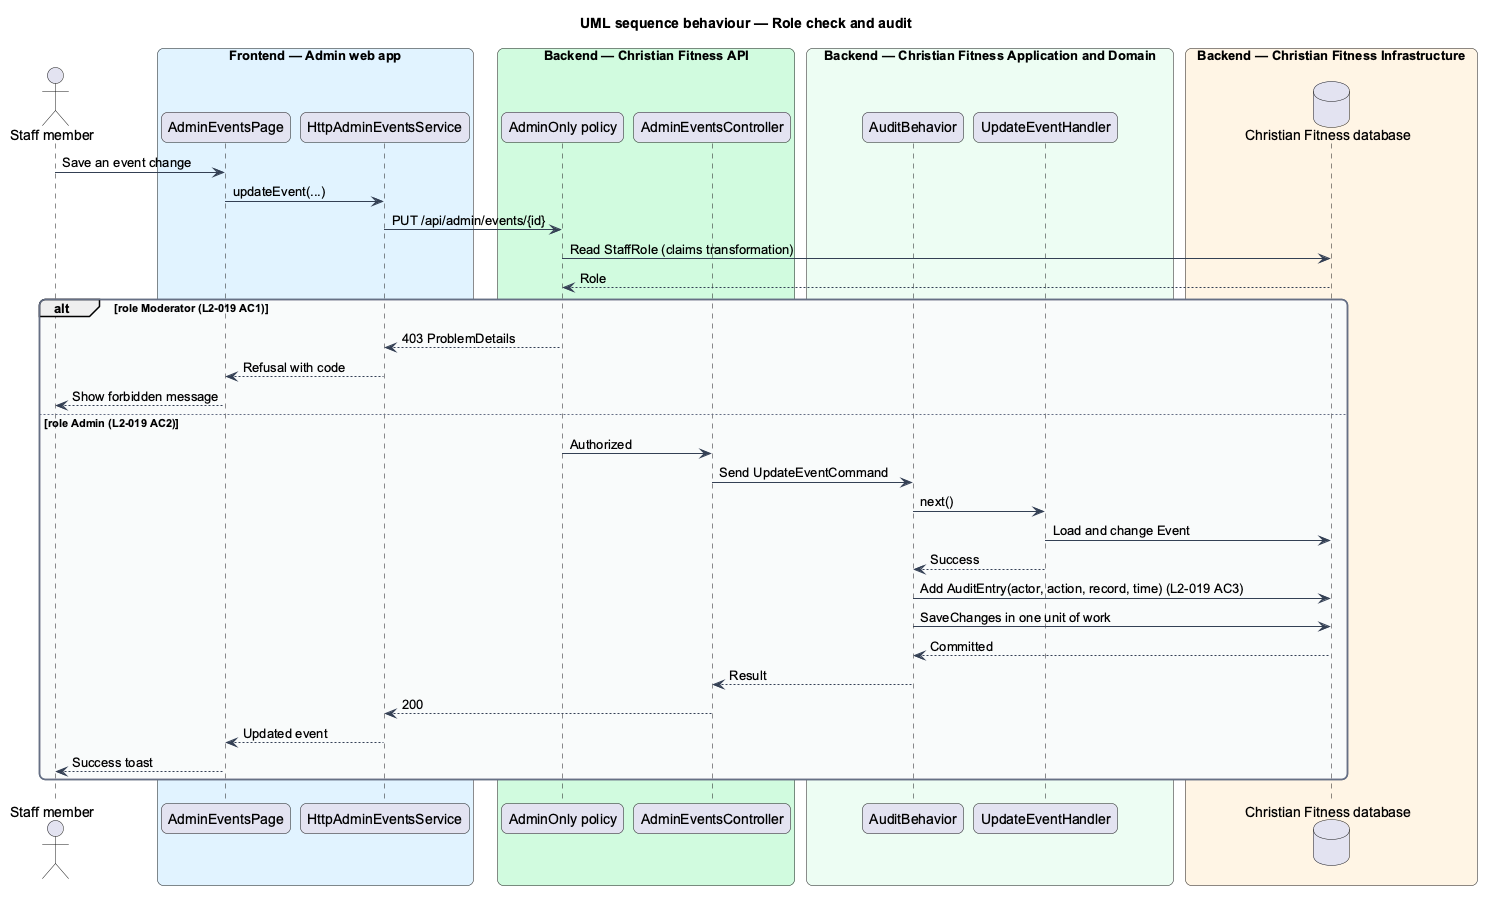 UML sequence behaviour — Role check and audit
Frontend — Admin web app
Backend — Christian Fitness API
Backend — Christian Fitness Application and Domain
Backend — Christian Fitness Infrastructure
Staff member
AdminEventsPage
HttpAdminEventsService
AdminOnly policy
AdminEventsController
AuditBehavior
UpdateEventHandler
Christian Fitness database
Save an event change
updateEvent(...)
PUT /api/admin/events/{id}
Read StaffRole (claims transformation)
Role
alt
[role Moderator (L2-019 AC1)]
403 ProblemDetails
Refusal with code
Show forbidden message
[role Admin (L2-019 AC2)]
Authorized
Send UpdateEventCommand
next()
Load and change Event
Success
Add AuditEntry(actor, action, record, time) (L2-019 AC3)
SaveChanges in one unit of work
Committed
Result
200
Updated event
Success toast
Staff member
AdminEventsPage
HttpAdminEventsService
AdminOnly policy
AdminEventsController
AuditBehavior
UpdateEventHandler
Christian Fitness database